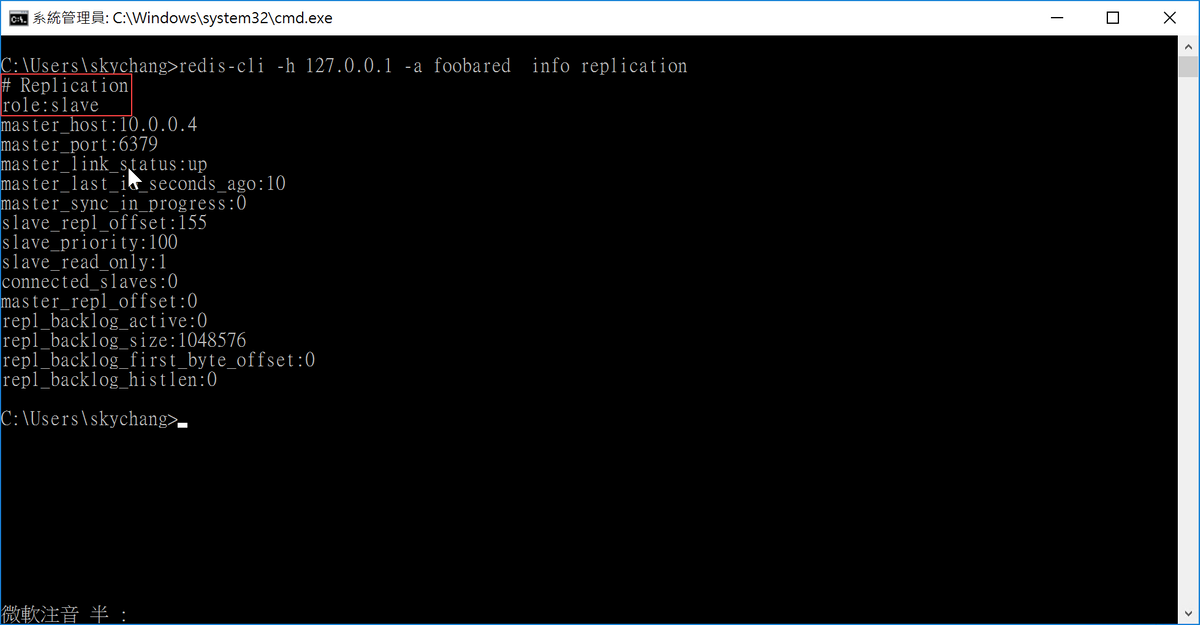 系統管理員: C:\Windows\system32\cmd.exe
C:\Users\skychang>redis-cli -h 127.0.0.1 -a foobared  info replication
# Replication
role:slave
master_host:10.0.0.4
master_port:6379
master_link_status:up
master_last_io_seconds_ago:10
master_sync_in_progress:0
slave_repl_offset:155
slave_priority:100
slave_read_only:1
connected_slaves:0
master_repl_offset:0
repl_backlog_active:0
repl_backlog_size:1048576
repl_backlog_first_byte_offset:0
repl_backlog_histlen:0
C:\Users\skychang>
微軟注音 半 :